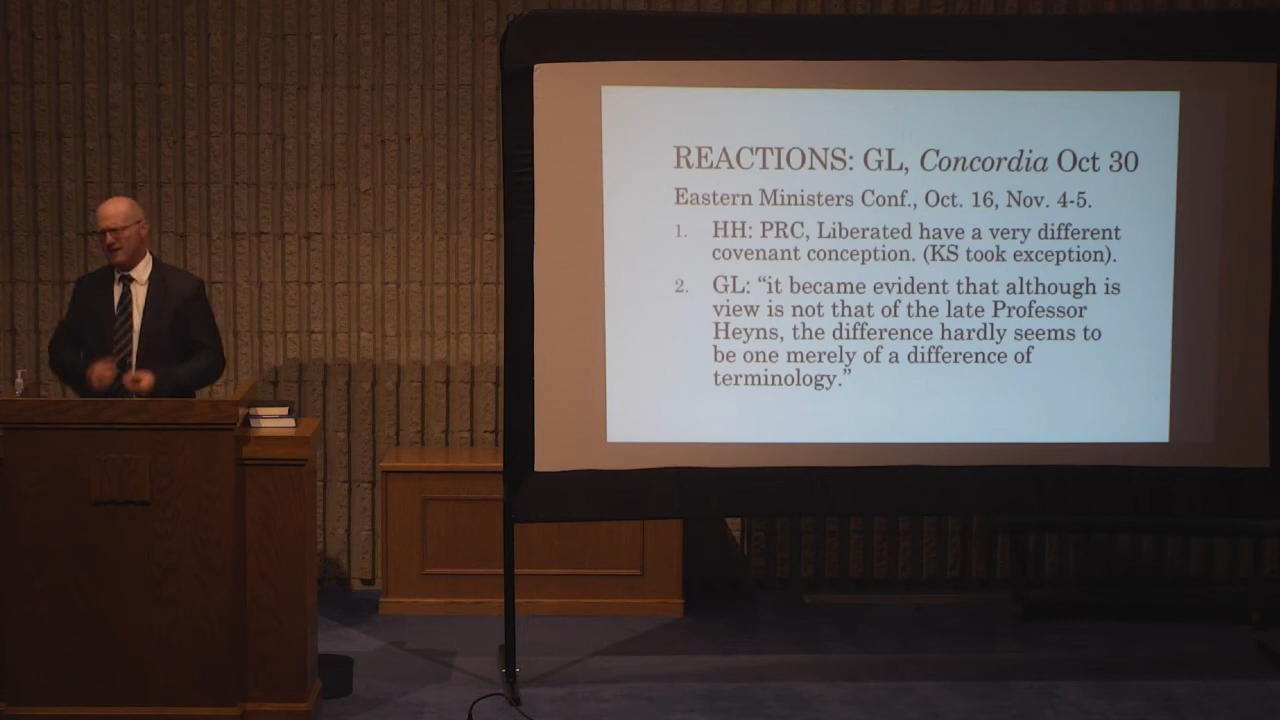 REACTIONS: GL, Concordia Oct 30
Eastern Ministers Conf., Oct. 16, Nov. 4-5.
1. HH: PRC, Liberated have a very different
covenant conception. (KS took exception).
2. GL: “it became evident that although is
view is not that of the late Professor
Heyns, the difference hardly seems to
be one merely of a difference of
terminology.”